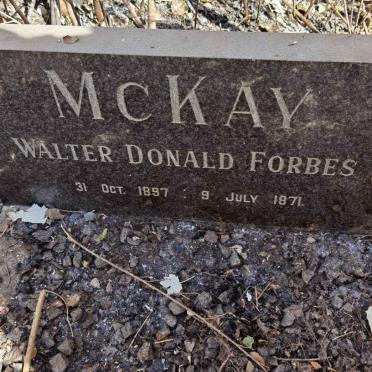 McKay
Walter Donald Forbes
31 Oct. 1897 - 9 July 1971.